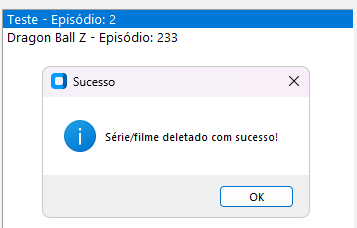 Teste - Episódio: 2
Dragon Ball Z - Episódio: 233
Sucesso
Série/filme deletado com sucesso!
OK